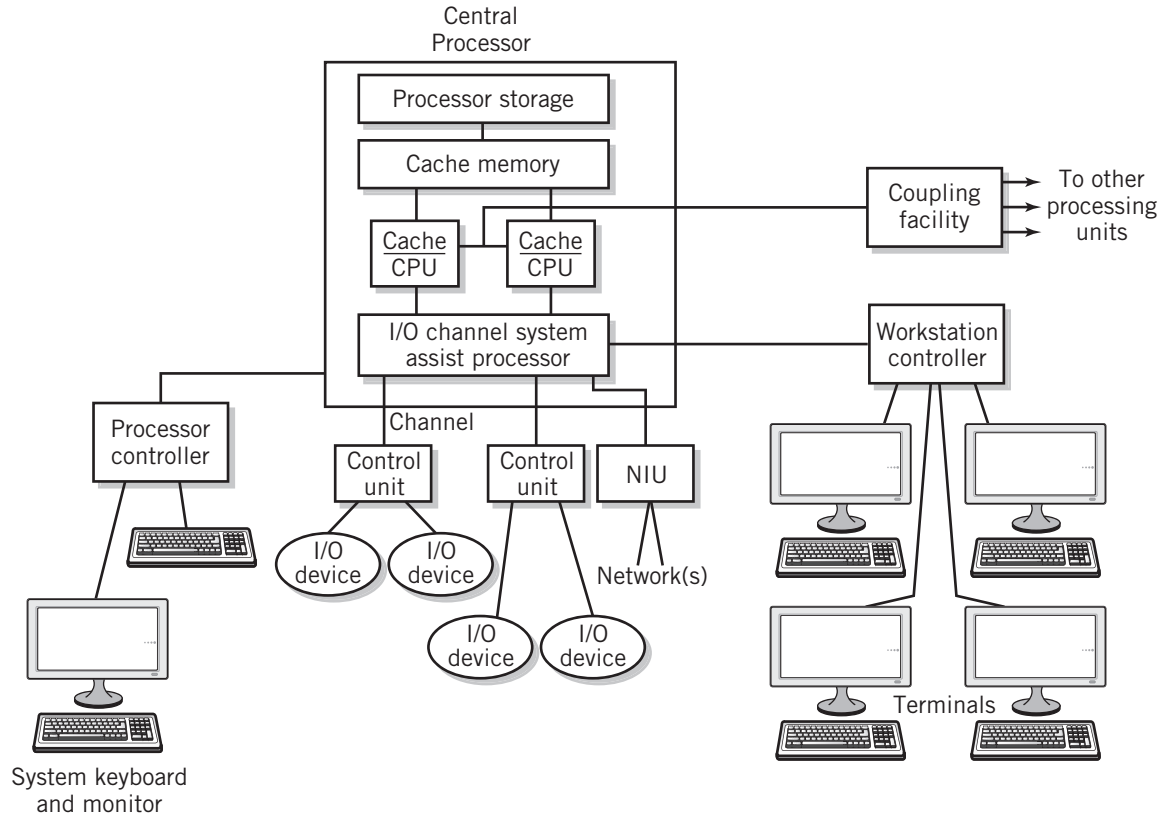 Central
Processor
Processor storage
Cache memory
Cache
CPU
Cache
CPU
I/O channel system
assist processor
Coupling
facility
To other
processing
units
Workstation
controller
Processor
controller
Channel
Control
unit
Control
unit
NIU
I/O
device
I/O
device
Network(s)
I/O
device
I/O
device
Terminals
System keyboard
and monitor